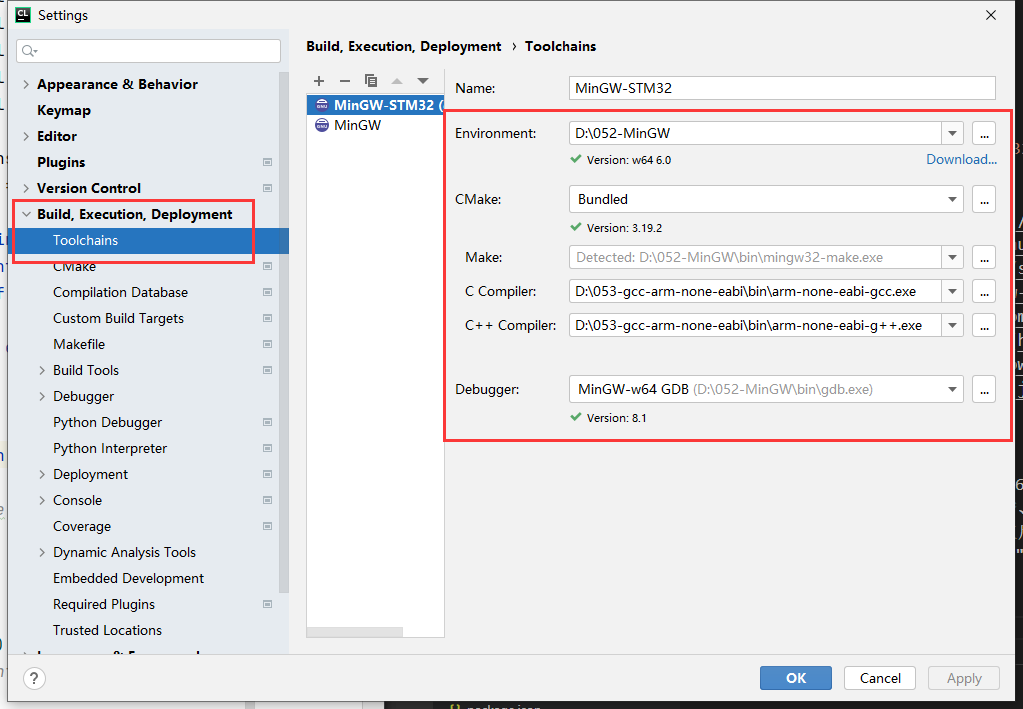 CL Settings
Appearance & Behavior
Keymap
Editor
Plugins
Version Control
Build, Execution, Deployment
Toolchains
CMake
Compilation Database
Custom Build Targets
Makefile
Build Tools
Debugger
Python Debugger
Python Interpreter
Deployment
Console
Coverage
Dynamic Analysis Tools
Embedded Development
Required Plugins
Trusted Locations
Build, Execution, Deployment › Toolchains
MinGW-STM32 (
MinGW
Name: MinGW-STM32
Environment: D:\052-MinGW ...
Version: w64 6.0 Download...
CMake: Bundled ...
Version: 3.19.2
Make: Detected: D:\052-MinGW\bin\mingw32-make.exe ...
C Compiler: D:\053-gcc-arm-none-eabi\bin\arm-none-eabi-gcc.exe ...
C++ Compiler: D:\053-gcc-arm-none-eabi\bin\arm-none-eabi-g++.exe ...
Debugger: MinGW-w64 GDB (D:\052-MinGW\bin\gdb.exe) ...
Version: 8.1
? OK Cancel Apply